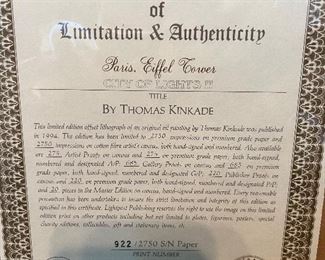 of
Limitation & Authenticity
Paris, Eiffel Tower
CITY OF LIGHTS II
TITLE
BY THOMAS KINKADE
This limited edition offset lithograph of an original oil painting by Thomas Kinkade was published
in 1994. The edition has been limited to 2750 impressions on premium grade paper and
2750 impressions on cotton fibre artist's canvas, both hand-signed and numbered. Also available
are 275 Artist Proofs on canvas and 275 on premium grade paper, both hand-signed,
numbered and designated A/P; 685 Gallery Proofs on canvas and 685 on premium
grade paper, both hand-signed, numbered and designated G/P; 220 Publisher Proofs on
canvas and 220 on premium grade paper, both hand-signed, numbered and designated P/P;
and 20 pieces in the Master Edition on canvas, hand-signed and numbered. Every reasonable
precaution has been undertaken to insure the strict limitation and integrity of this edition as
specified in this certificate. Lightpost Publishing reserves the right to use the image on this limited
edition print on other products including but not limited to plates, figurines, posters, special
charity editions, collectibles, gift and stationery items, etc.
922/2750 S/N Paper
PRINT NUMBER